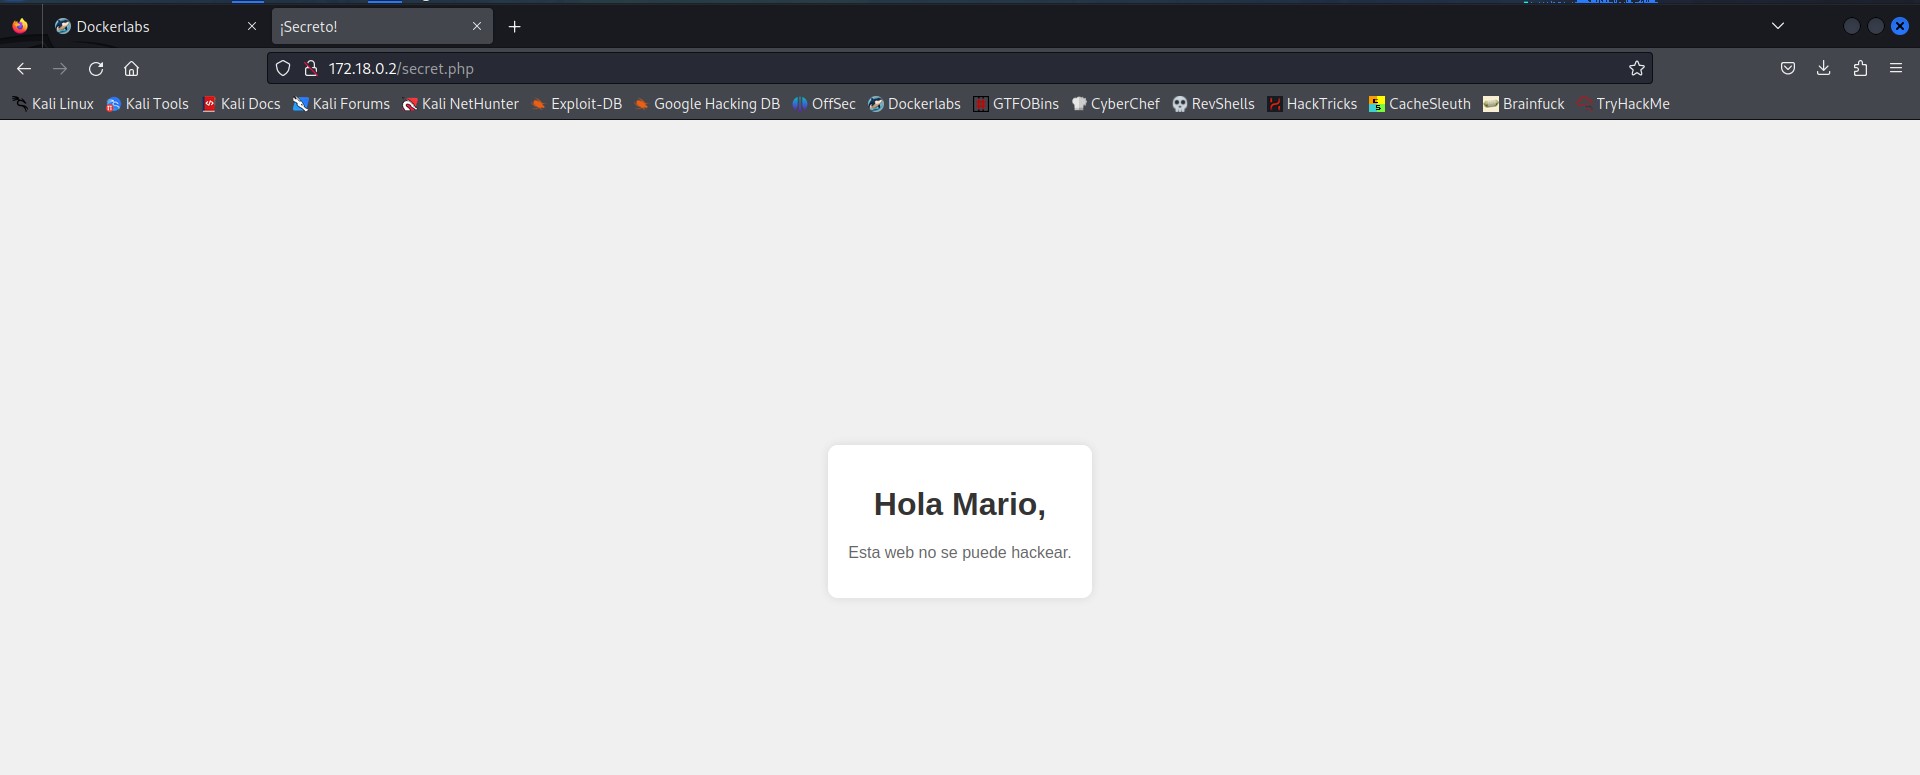 Dockerlabs
¡Secreto!
172.18.0.2/secret.php
Kali Linux Kali Tools Kali Docs Kali Forums Kali NetHunter Exploit-DB Google Hacking DB OffSec Dockerlabs GTFOBins CyberChef RevShells HackTricks CacheSleuth Brainfuck TryHackMe
Hola Mario,
Esta web no se puede hackear.